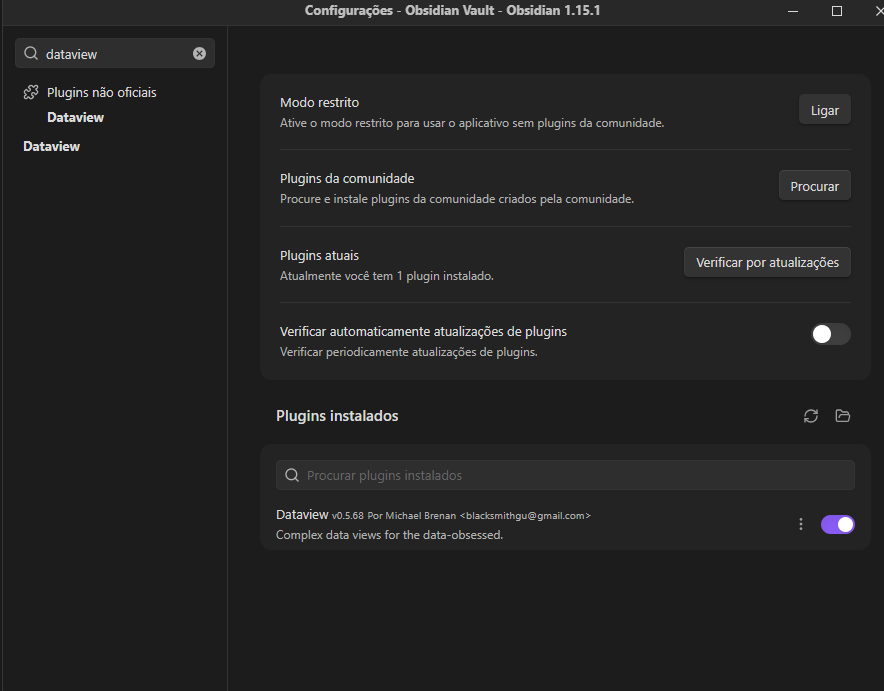 Configurações - Obsidian Vault - Obsidian 1.15.1
dataview
Plugins não oficiais
Dataview
Dataview
Modo restrito
Ative o modo restrito para usar o aplicativo sem plugins da comunidade.
Ligar
Plugins da comunidade
Procure e instale plugins da comunidade criados pela comunidade.
Procurar
Plugins atuais
Atualmente você tem 1 plugin instalado.
Verificar por atualizações
Verificar automaticamente atualizações de plugins
Verificar periodicamente atualizações de plugins.
Plugins instalados
Procurar plugins instalados
Dataview v0.5.68 Por Michael Brenan <blacksmithgu@gmail.com>
Complex data views for the data-obsessed.